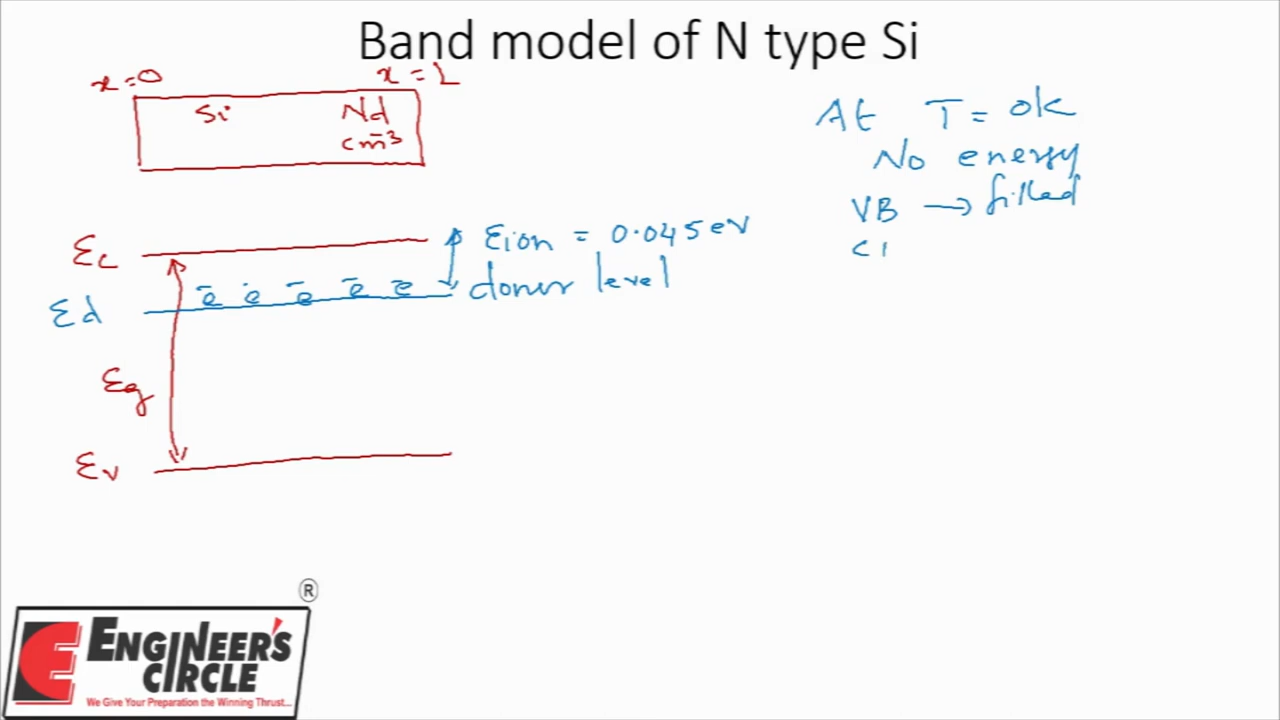 Band model of N type Si
x=0
x=L
Si
Nd
cm⁻³
At T=0K
No energy
VB → filled
Ec
Eion = 0.045eV
donor level
Ed
e⁻ e⁻ e⁻ e⁻ e⁻
Eg
Ev
®
ENGINEER'S
CIRCLE
We Give Your Preparation the Winning Thrust...